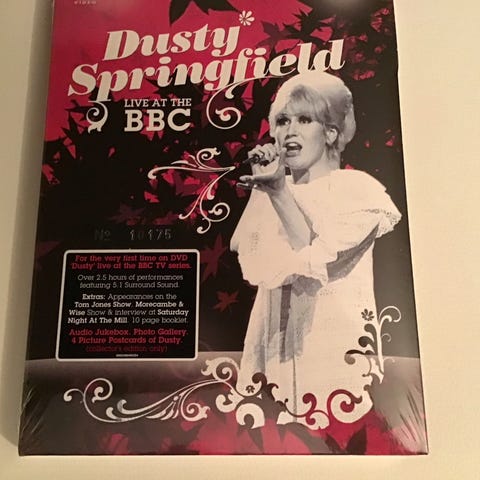 VIDEO
Dusty
Springfield
LIVE AT THE
BBC
No 10175
For the very first time on DVD
'Dusty' live at the BBC TV series.
Over 2.5 hours of performances
featuring 5:1 Surround Sound.
Extras: Appearances on the
Tom Jones Show, Morecambe &
Wise Show & interview at Saturday
Night At The Mill. 10 page booklet.
Audio Jukebox. Photo Gallery.
4 Picture Postcards of Dusty.
(collector's edition only)